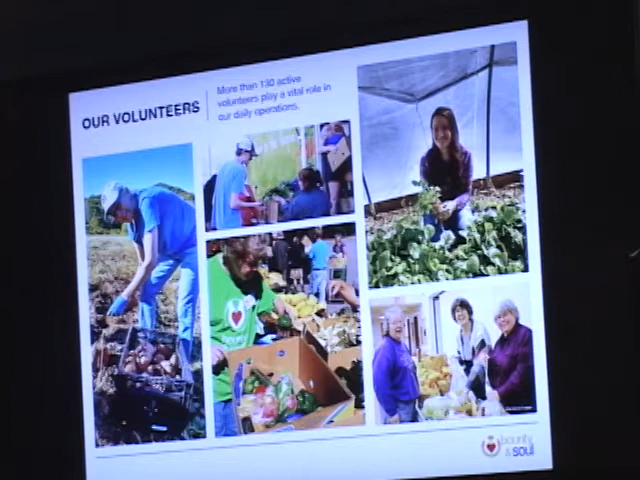 OUR VOLUNTEERS
More than 130 active
volunteers play a vital role in
our daily operations.
bounty
& soul